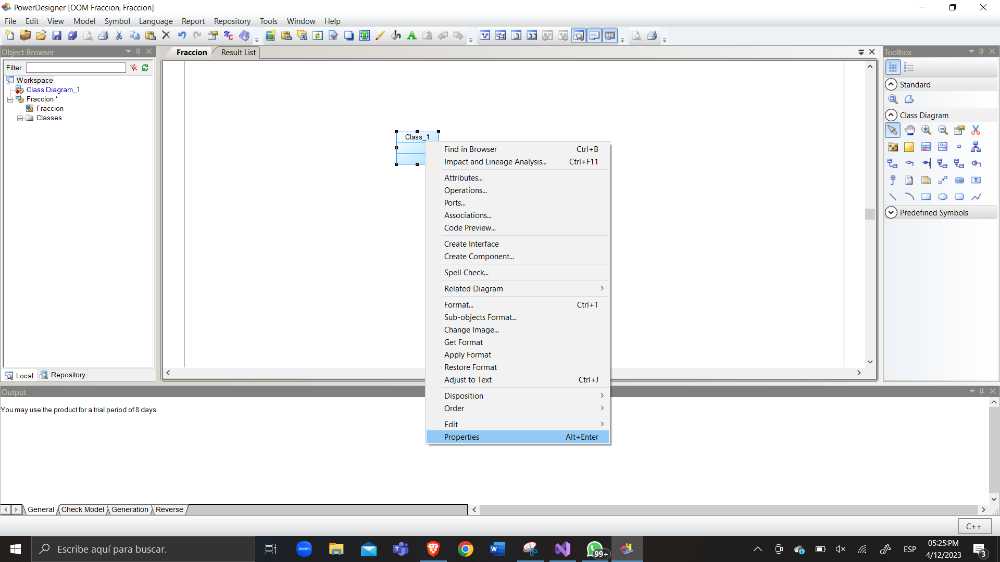 PowerDesigner [OOM Fraccion, Fraccion]
File Edit View Model Symbol Language Report Repository Tools Window Help
Object Browser
Filter:
Workspace
Class Diagram_1
Fraccion *
Fraccion
Classes
Local Repository
Fraccion Result List
Class_1
Find in Browser Ctrl+B
Impact and Lineage Analysis... Ctrl+F11
Attributes...
Operations...
Ports...
Associations...
Code Preview...
Create Interface
Create Component...
Spell Check...
Related Diagram
Format... Ctrl+T
Sub-objects Format...
Change Image...
Get Format
Apply Format
Restore Format
Adjust to Text Ctrl+J
Disposition
Order
Edit
Properties Alt+Enter
Toolbox
Standard
Class Diagram
Predefined Symbols
Output
You may use the product for a trial period of 8 days.
General Check Model Generation Reverse
C++
Escribe aquí para buscar.
zoom
99+
ESP
05:25:PM
4/12/2023
3